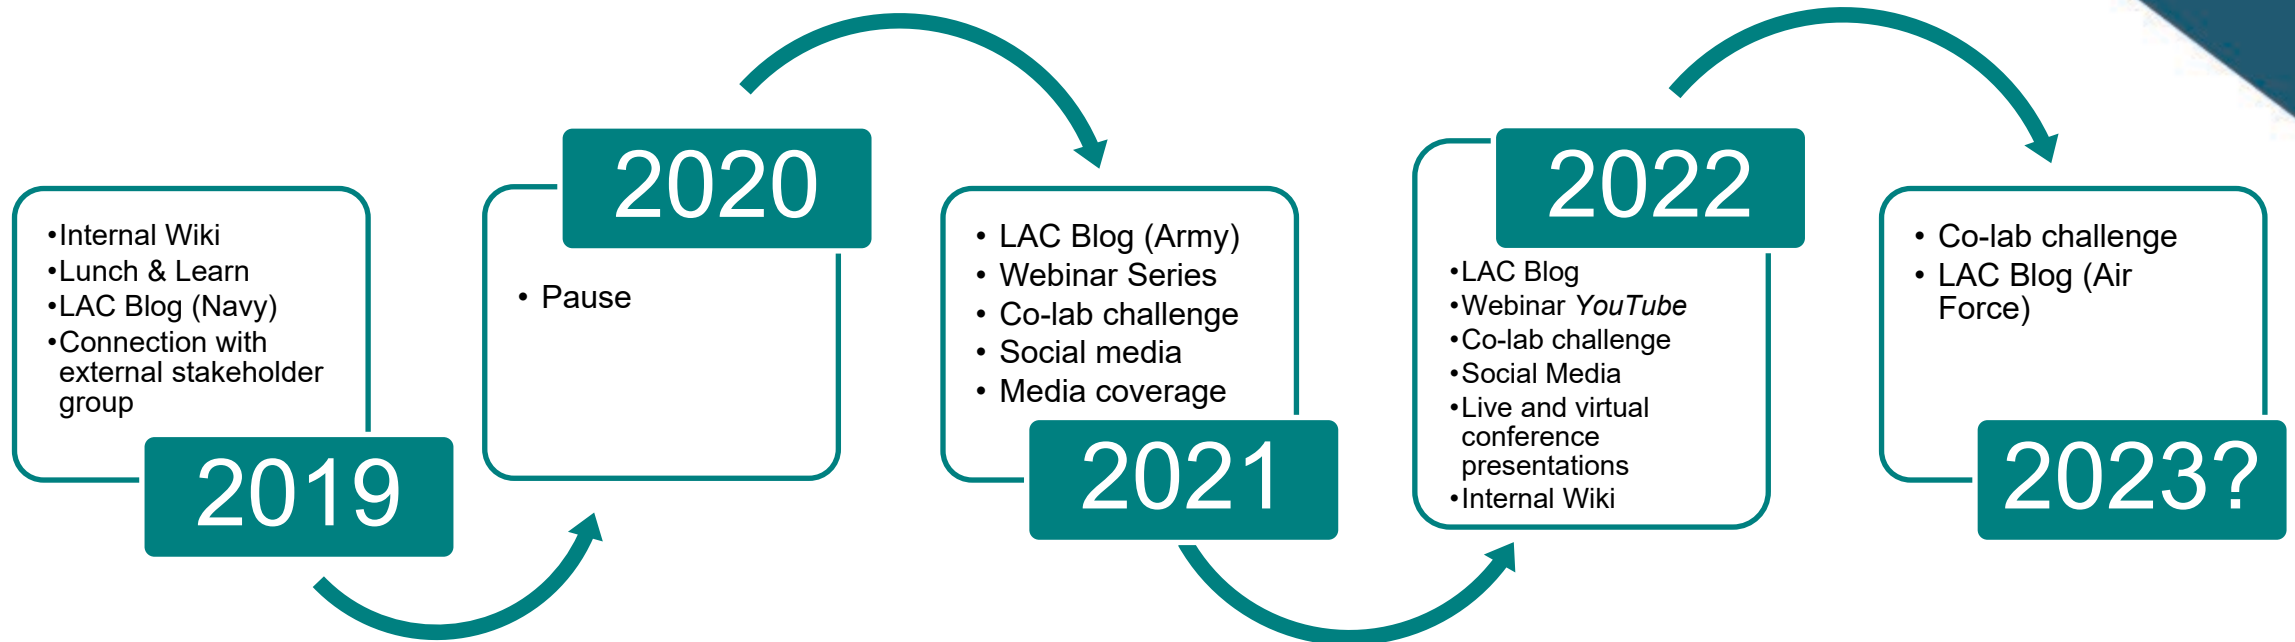 •Internal Wiki
•Lunch & Learn
•LAC Blog (Navy)
•Connection with
external stakeholder
group
2019
2020
• Pause
• LAC Blog (Army)
• Webinar Series
• Co-lab challenge
• Social media
• Media coverage
2021
2022
•LAC Blog
•Webinar YouTube
•Co-lab challenge
•Social Media
•Live and virtual
conference
presentations
•Internal Wiki
• Co-lab challenge
• LAC Blog (Air
Force)
2023?